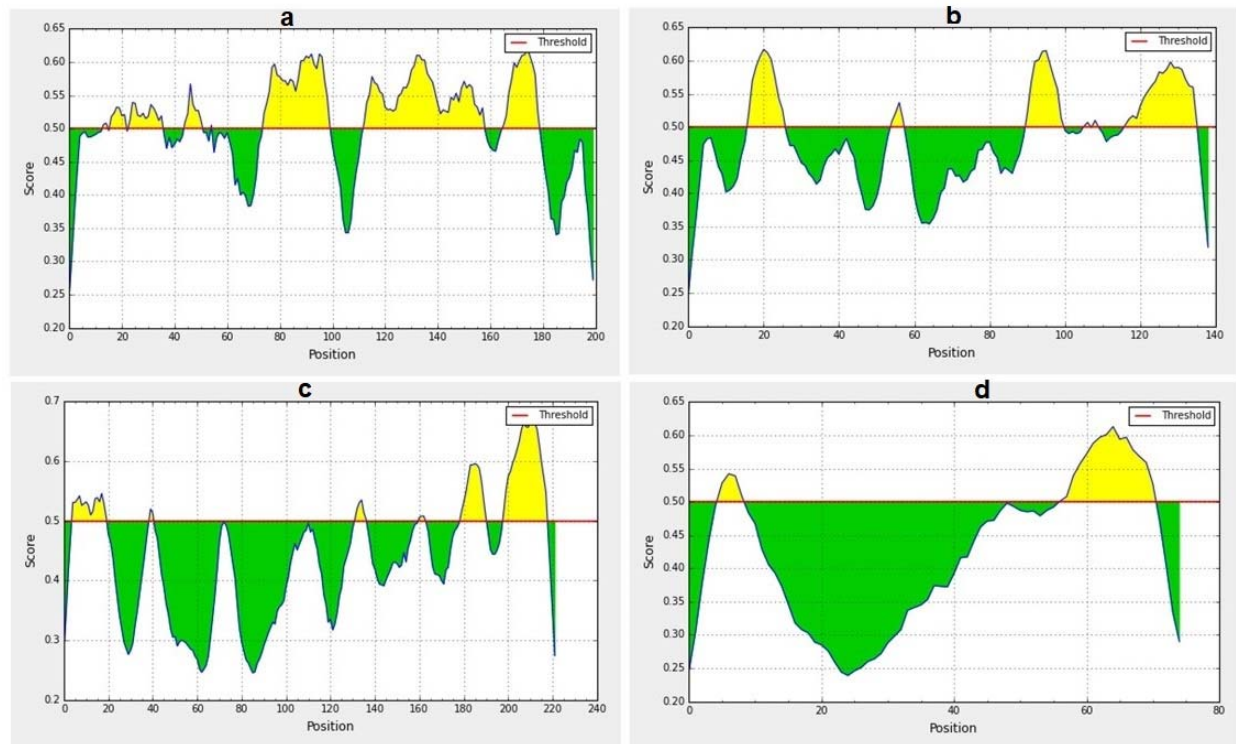 a
0.65
0.60
0.55
0.50
0.45
0.40
0.35
0.30
0.25
0.20
Score
Threshold
0 20 40 60 80 100 120 140 160 180 200
Position
b
0.65
0.60
0.55
0.50
0.45
0.40
0.35
0.30
0.25
0.20
Score
Threshold
0 20 40 60 80 100 120 140
Position
c
0.7
0.6
0.5
0.4
0.3
0.2
Score
Threshold
0 20 40 60 80 100 120 140 160 180 200 220 240
Position
d
0.65
0.60
0.55
0.50
0.45
0.40
0.35
0.30
0.25
0.20
Score
Threshold
0 20 40 60 80
Position